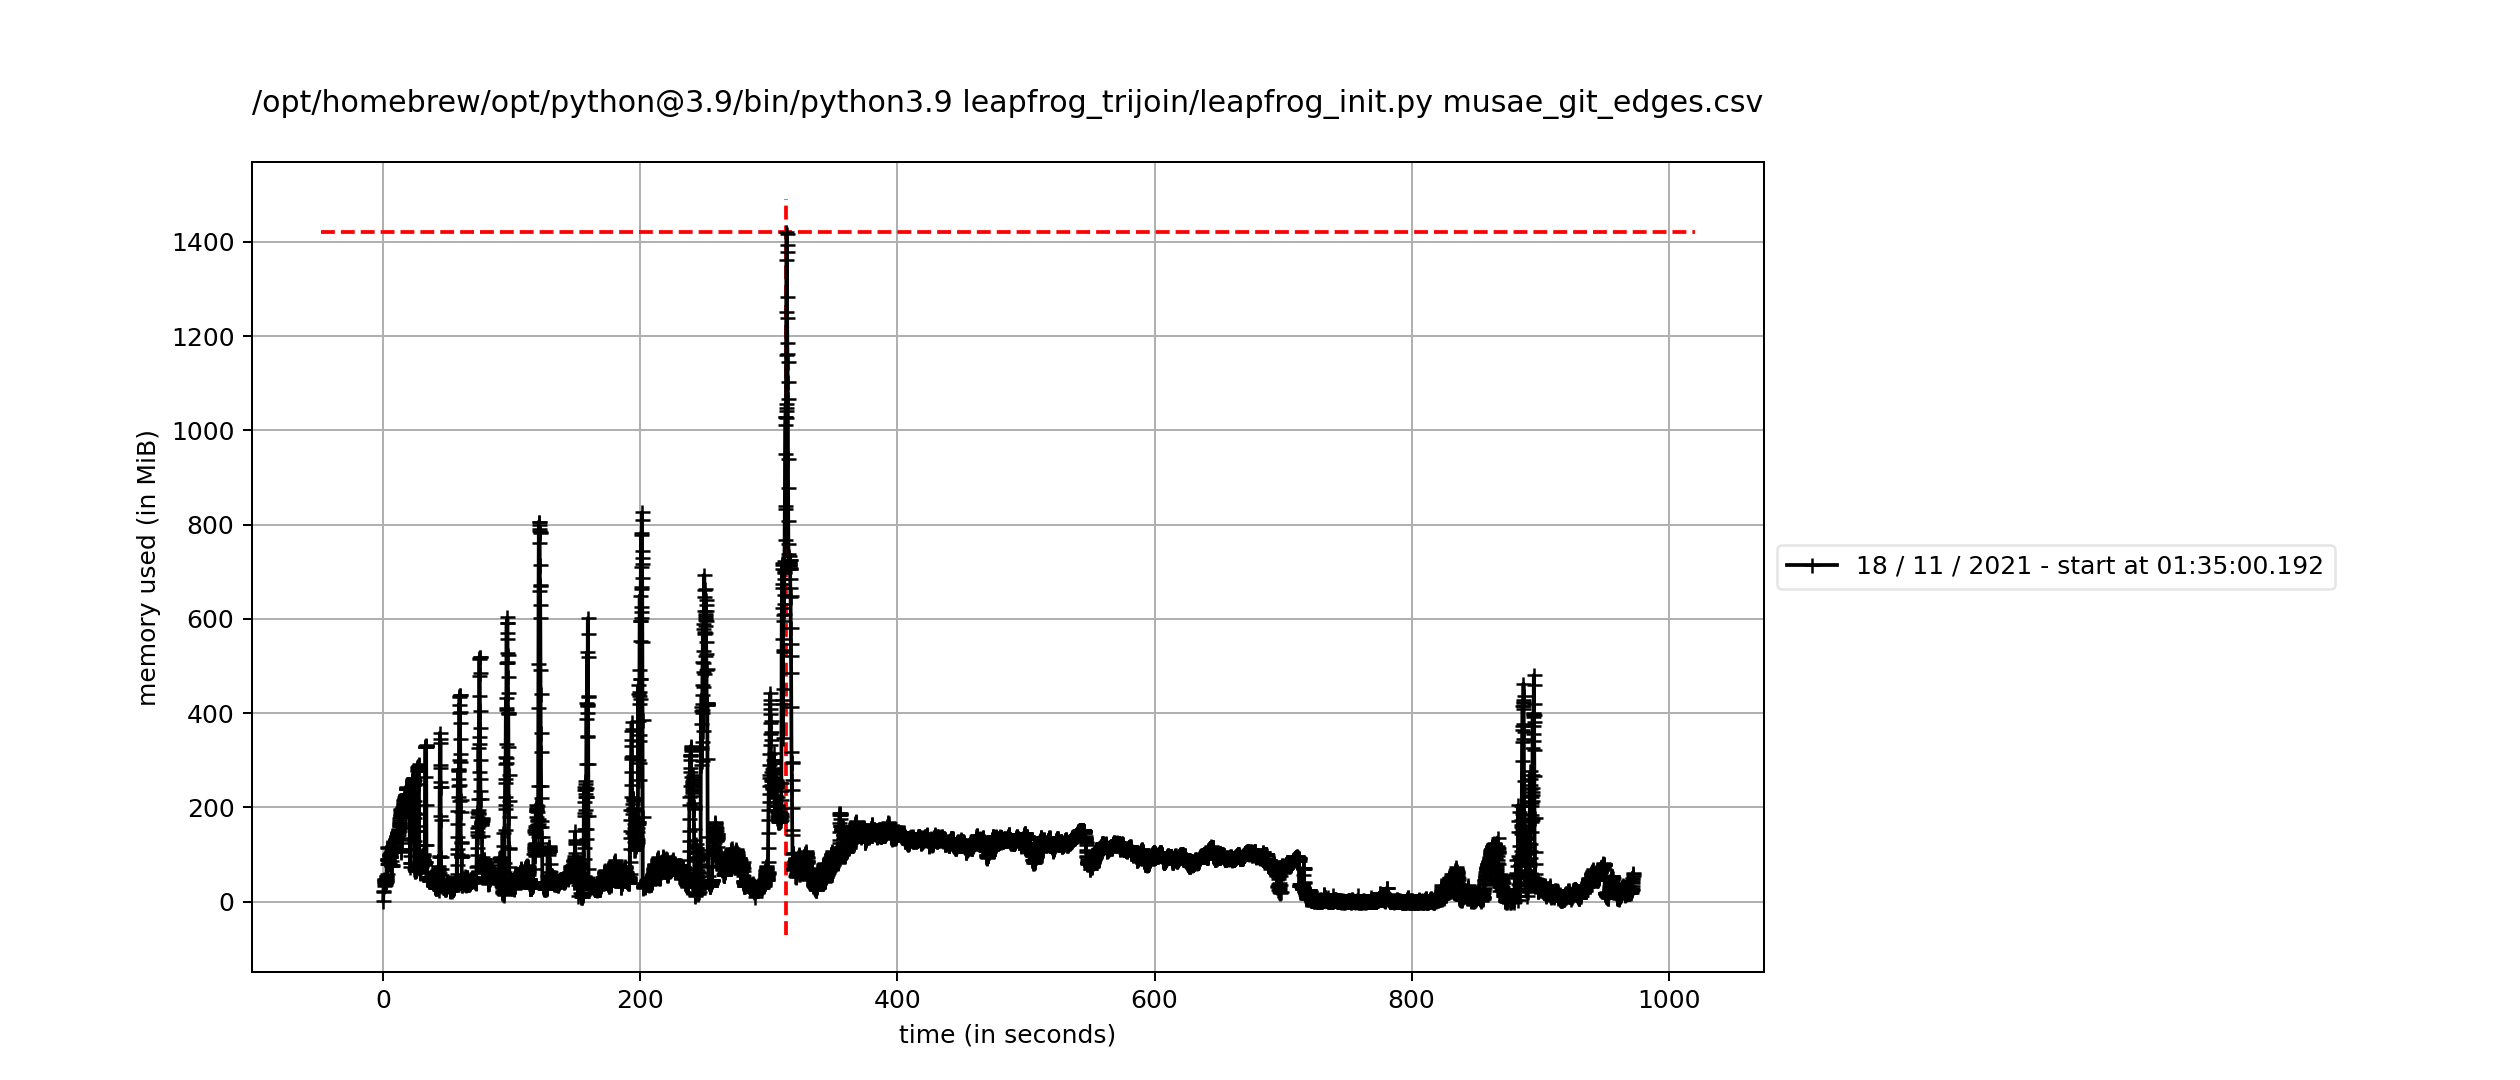 /opt/homebrew/opt/python@3.9/bin/python3.9 leapfrog_trijoin/leapfrog_init.py musae_git_edges.csv
memory used (in MiB)
1400
1200
1000
800
600
400
200
0
0 200 400 600 800 1000
time (in seconds)
18 / 11 / 2021 - start at 01:35:00.192